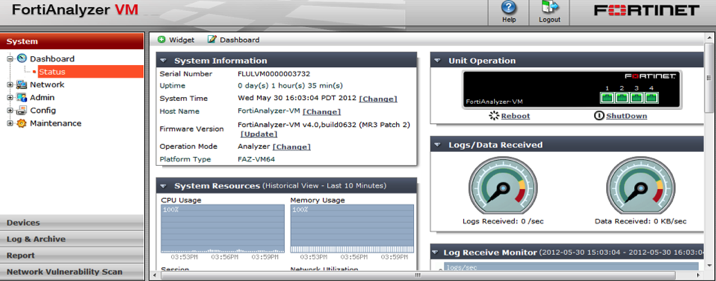 FortiAnalyzer VM
Help
Logout
FORTINET
System
Dashboard
Status
Network
Admin
Config
Maintenance
Devices
Log & Archive
Report
Network Vulnerability Scan
Widget
Dashboard
System Information
Serial Number FLULVM0000003732
Uptime 0 day(s) 1 hour(s) 35 min(s)
System Time Wed May 30 16:03:04 PDT 2012 [Change]
Host Name FortiAnalyzer-VM [Change]
Firmware Version FortiAnalyzer-VM v4.0,build0632 (MR3 Patch 2)
[Update]
Operation Mode Analyzer [Change]
Platform Type FAZ-VM64
System Resources (Historical View - Last 10 Minutes)
CPU Usage Memory Usage
100% 100%
03:53PM 03:56PM 03:59PM 03:53PM 03:56PM 03:59PM
Session Network Utilization
Unit Operation
FORTINET
1 2 3 4
FortiAnalyzer-VM
Reboot ShutDown
Logs/Data Received
Logs Received: 0 /sec Data Received: 0 KB/sec
Log Receive Monitor (2012-05-30 15:03:04 - 2012-05-30 16:03:0
logs/sec